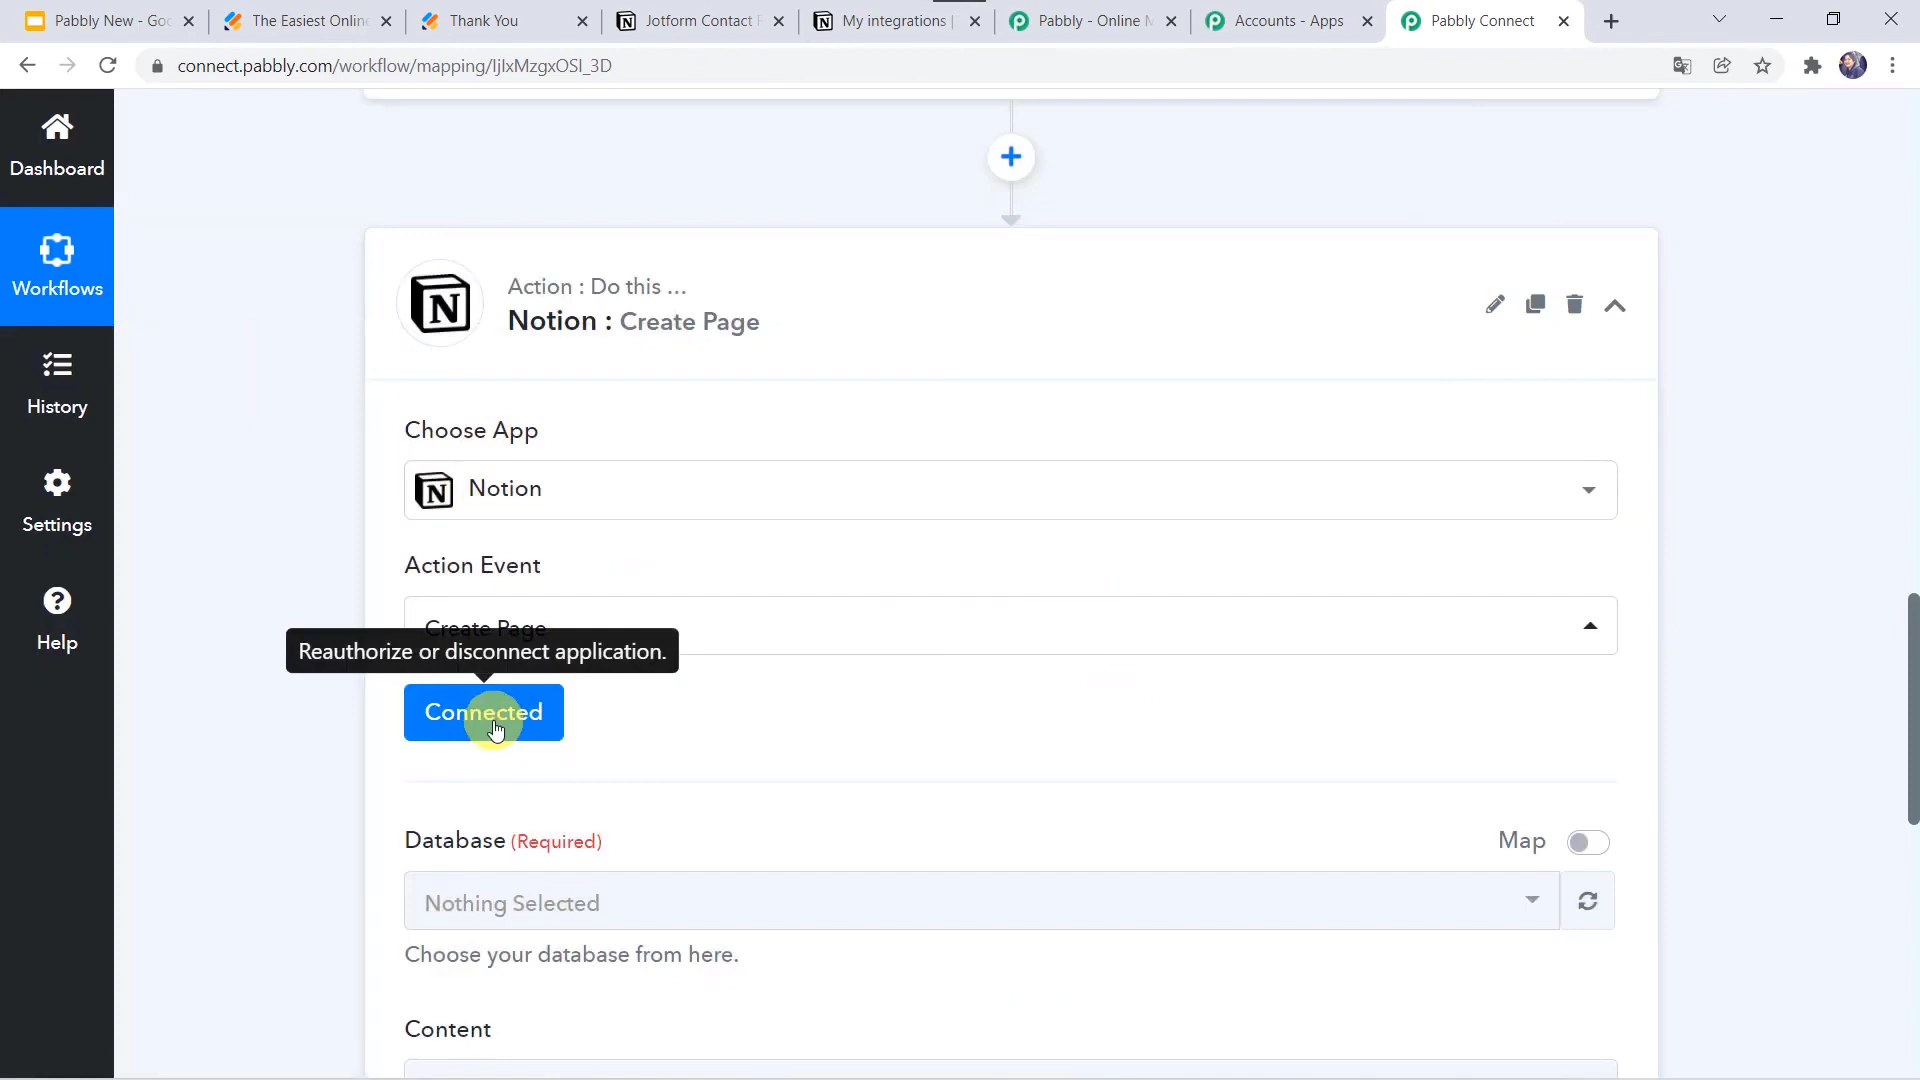 Pabbly New - Goo
The Easiest Onlin
Thank You
Jotform Contact F
My integrations |
Pabbly - Online M
Accounts - Apps
Pabbly Connect
connect.pabbly.com/workflow/mapping/IjIxMzgxOSI_3D
Dashboard
Workflows
History
Settings
Help
Action : Do this ...
Notion : Create Page
Choose App
Notion
Action Event
Create Page
Reauthorize or disconnect application.
Connected
Database (Required)
Map
Nothing Selected
Choose your database from here.
Content